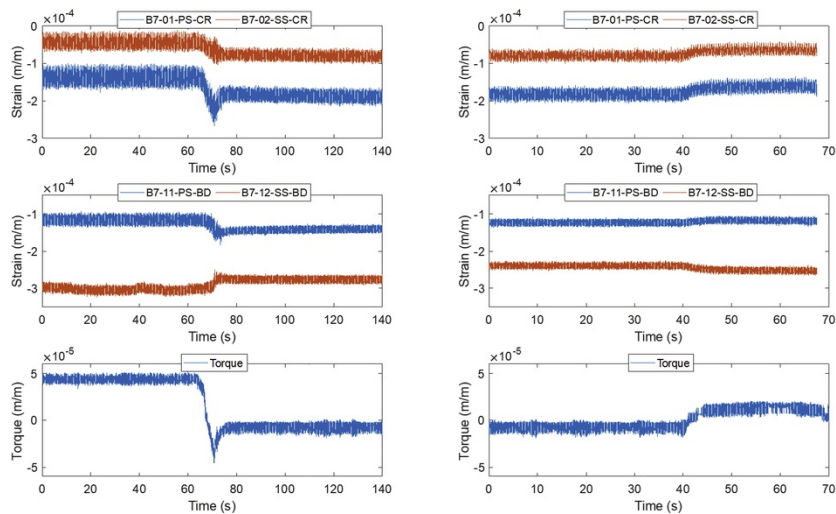 ×10⁻⁴ B7-01-PS-CR B7-02-SS-CR
0
-1
-2
-3
Strain (m/m)
0 20 40 60 80 100 120 140
Time (s)
×10⁻⁴ B7-01-PS-CR B7-02-SS-CR
0
-1
-2
-3
Strain (m/m)
0 10 20 30 40 50 60 70
Time (s)
×10⁻⁴ B7-11-PS-BD B7-12-SS-BD
-1
-2
-3
Strain (m/m)
0 20 40 60 80 100 120 140
Time (s)
×10⁻⁴ B7-11-PS-BD B7-12-SS-BD
-1
-2
-3
Strain (m/m)
0 10 20 30 40 50 60 70
Time (s)
×10⁻⁵ Torque
5
0
-5
Torque (m/m)
0 20 40 60 80 100 120 140
Time (s)
×10⁻⁵ Torque
5
0
-5
Torque (m/m)
0 10 20 30 40 50 60 70
Time (s)